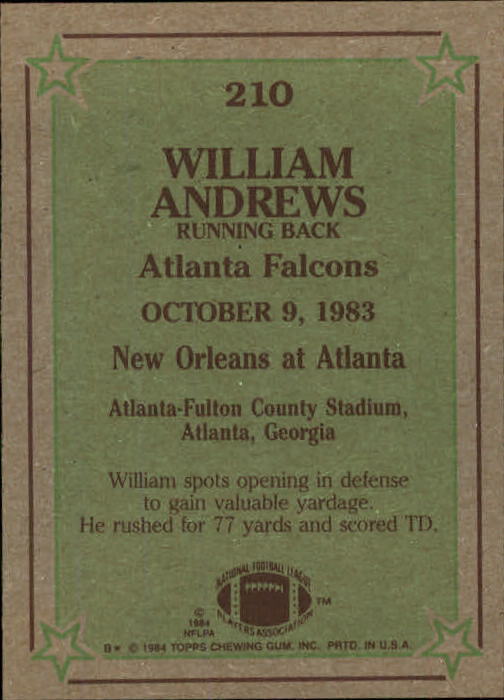 210
WILLIAM
ANDREWS
RUNNING BACK
Atlanta Falcons
OCTOBER 9, 1983
New Orleans at Atlanta
Atlanta-Fulton County Stadium,
Atlanta, Georgia
William spots opening in defense
to gain valuable yardage.
He rushed for 77 yards and scored TD.
NATIONAL FOOTBALL LEAGUE
PLAYERS ASSOCIATION
TM
©
1984
NFLPA
B* © 1984 TOPPS CHEWING GUM, INC. PRTD. IN U.S.A.